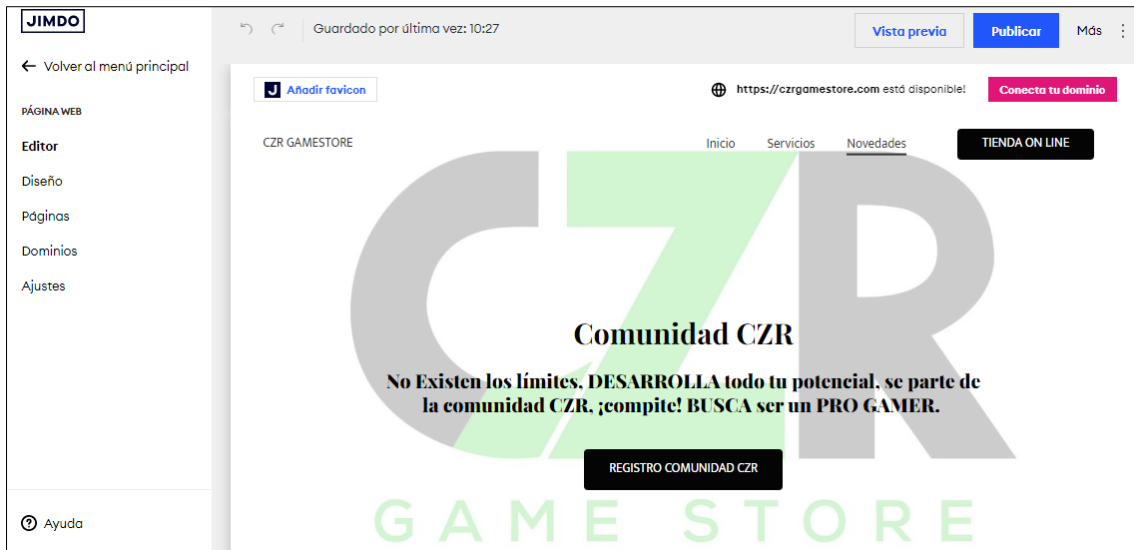 JIMDO
Guardado por última vez: 10:27
Vista previa
Publicar
Más
← Volver al menú principal
PÁGINA WEB
Editor
Diseño
Páginas
Dominios
Ajustes
Ayuda
J Añadir favicon
https://czrgamestore.com está disponible!
Conecta tu dominio
CZR GAMESTORE
Inicio
Servicios
Novedades
TIENDA ON LINE
CZR
Comunidad CZR
No Existen los límites, DESARROLLA todo tu potencial, se parte de
la comunidad CZR, ¡compite! BUSCA ser un PRO GAMER.
REGISTRO COMUNIDAD CZR
GAME STORE